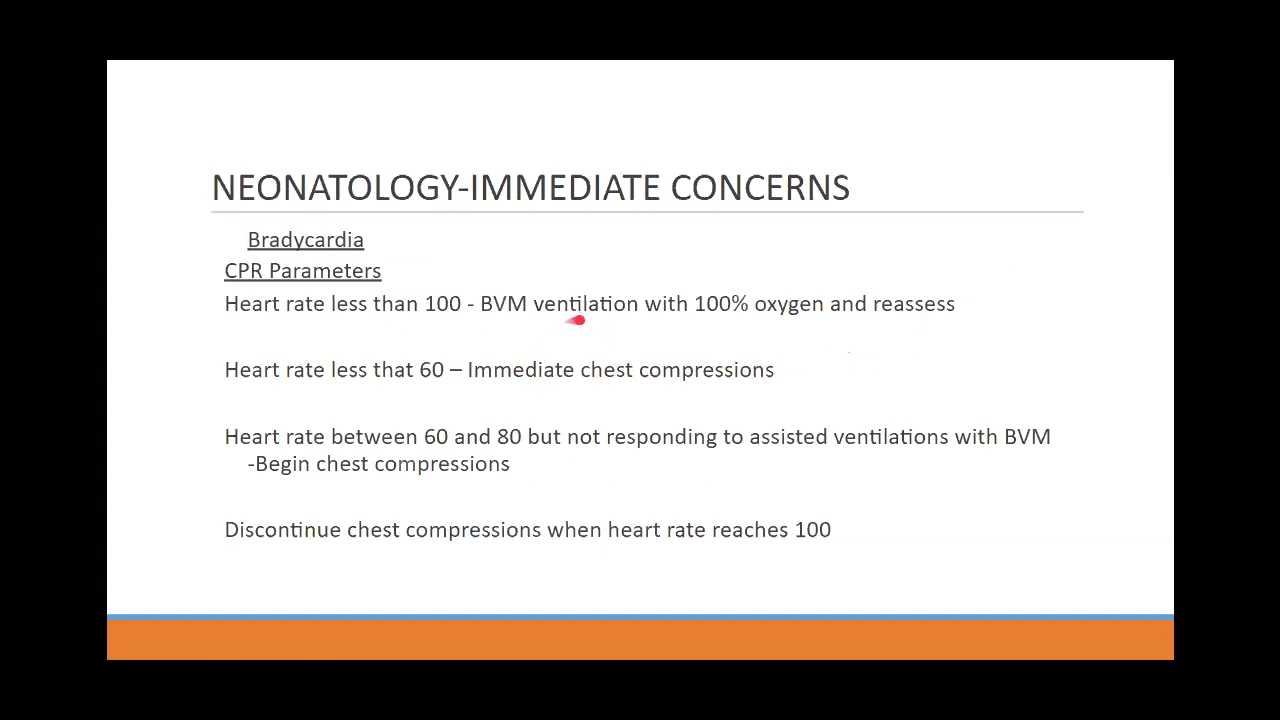 NEONATOLOGY-IMMEDIATE CONCERNS
Bradycardia
CPR Parameters
Heart rate less than 100 - BVM ventilation with 100% oxygen and reassess
Heart rate less that 60 – Immediate chest compressions
Heart rate between 60 and 80 but not responding to assisted ventilations with BVM
-Begin chest compressions
Discontinue chest compressions when heart rate reaches 100